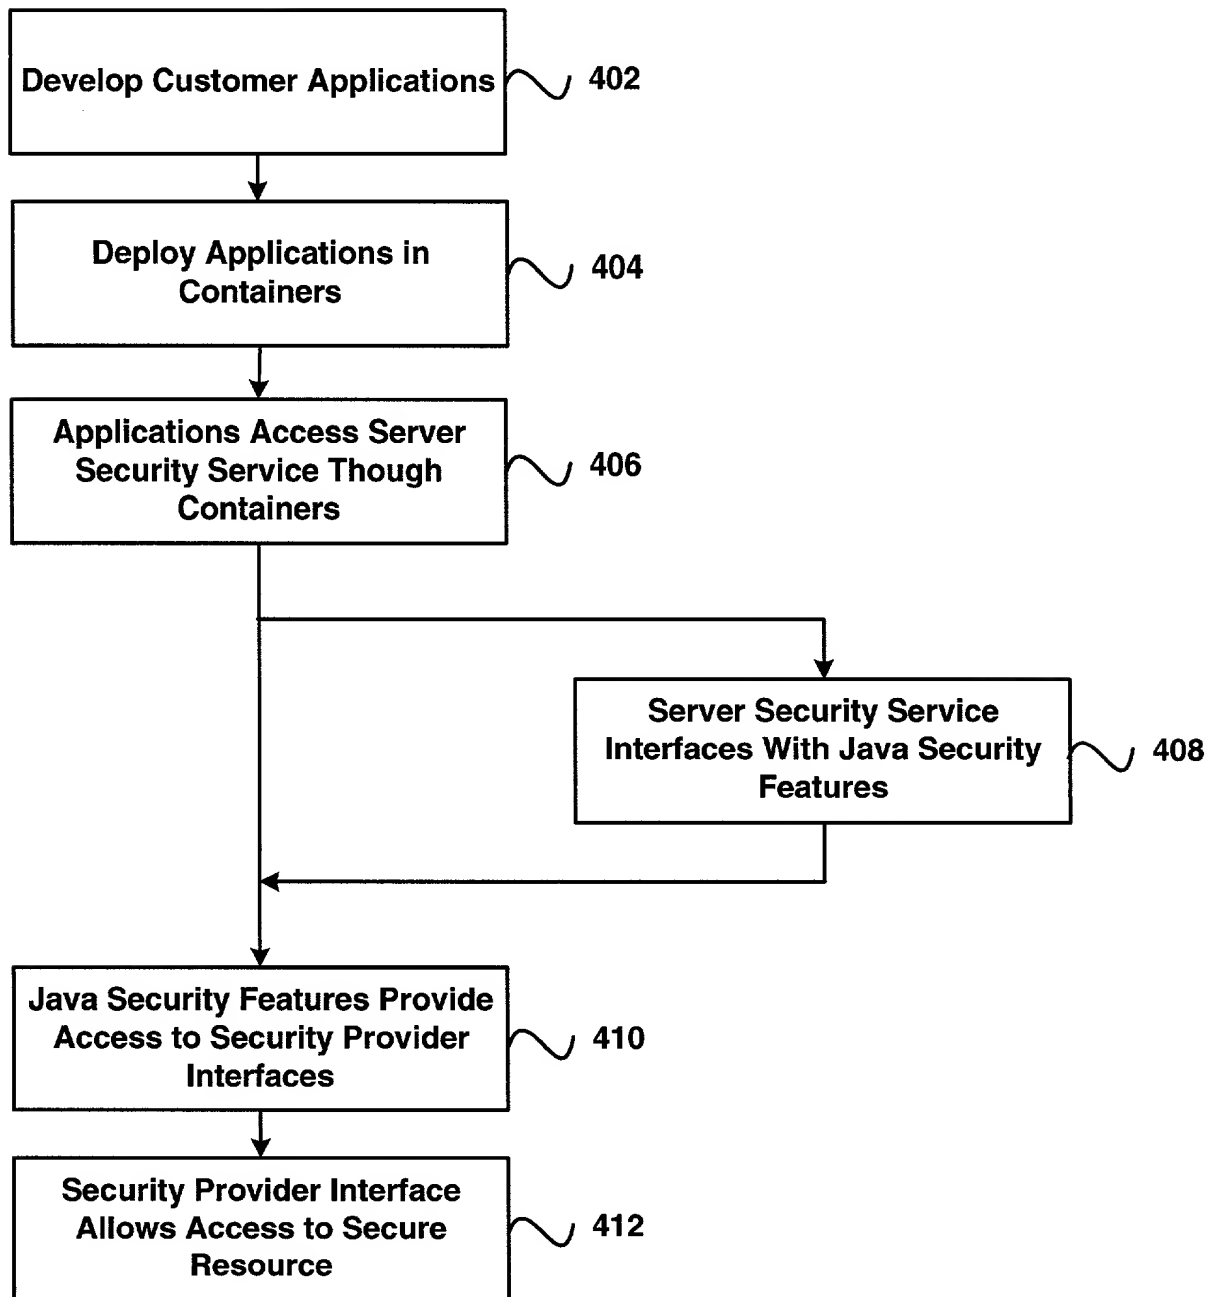 Develop Customer Applications
402
Deploy Applications in
Containers
404
Applications Access Server
Security Service Though
Containers
406
Server Security Service
Interfaces With Java Security
Features
408
Java Security Features Provide
Access to Security Provider
Interfaces
410
Security Provider Interface
Allows Access to Secure
Resource
412